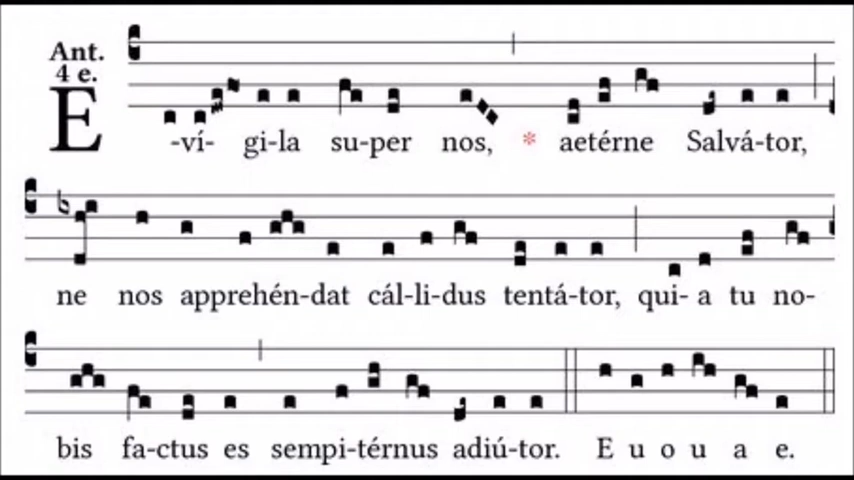 Ant.
4 e.
E-ví- gi-la su-per nos, * aetérne Salvá-tor,
ne nos apprehén-dat cál-li-dus tentá-tor, qui-a tu no-
bis fa-ctus es sempi-térnus adiú-tor. E u o u a e.